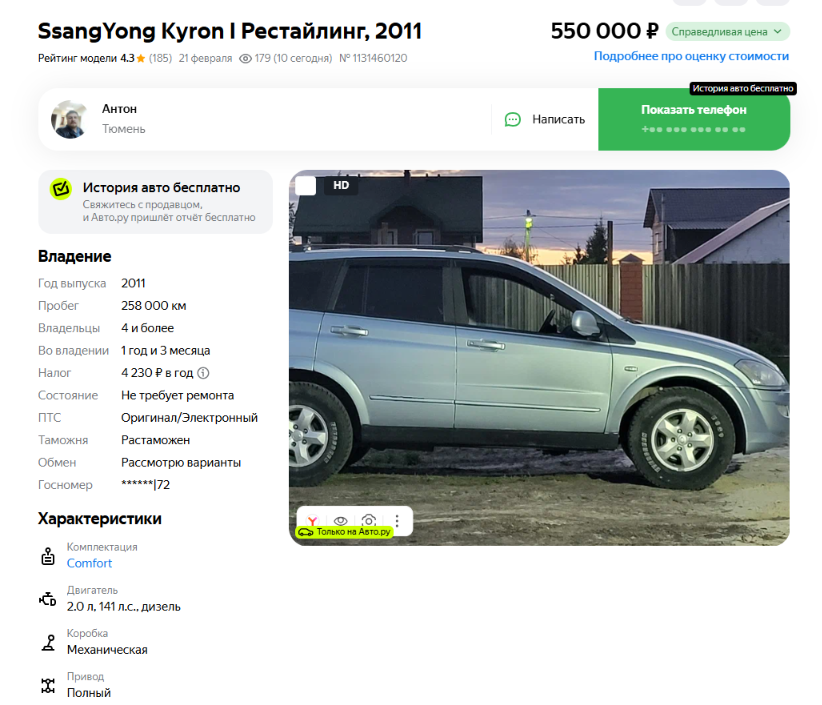 SsangYong Kyron I Рестайлинг, 2011
550 000 ₽ Справедливая цена
Рейтинг модели 4.3 (185) 21 февраля 179 (10 сегодня) № 1131460120
Подробнее про оценку стоимости
История авто бесплатно
Антон
Тюмень
Написать
Показать телефон
История авто бесплатно
Свяжитесь с продавцом,
и Авто.ру пришлёт отчёт бесплатно
HD
Владение
Год выпуска 2011
Пробег 258 000 км
Владельцы 4 и более
Во владении 1 год и 3 месяца
Налог 4 230 ₽ в год
Состояние Не требует ремонта
ПТС Оригинал/Электронный
Таможня Растаможен
Обмен Рассмотрю варианты
Госномер ******|72
Только на Авто.ру
Характеристики
Комплектация
Comfort
Двигатель
2.0 л, 141 л.с., дизель
Коробка
Механическая
Привод
Полный